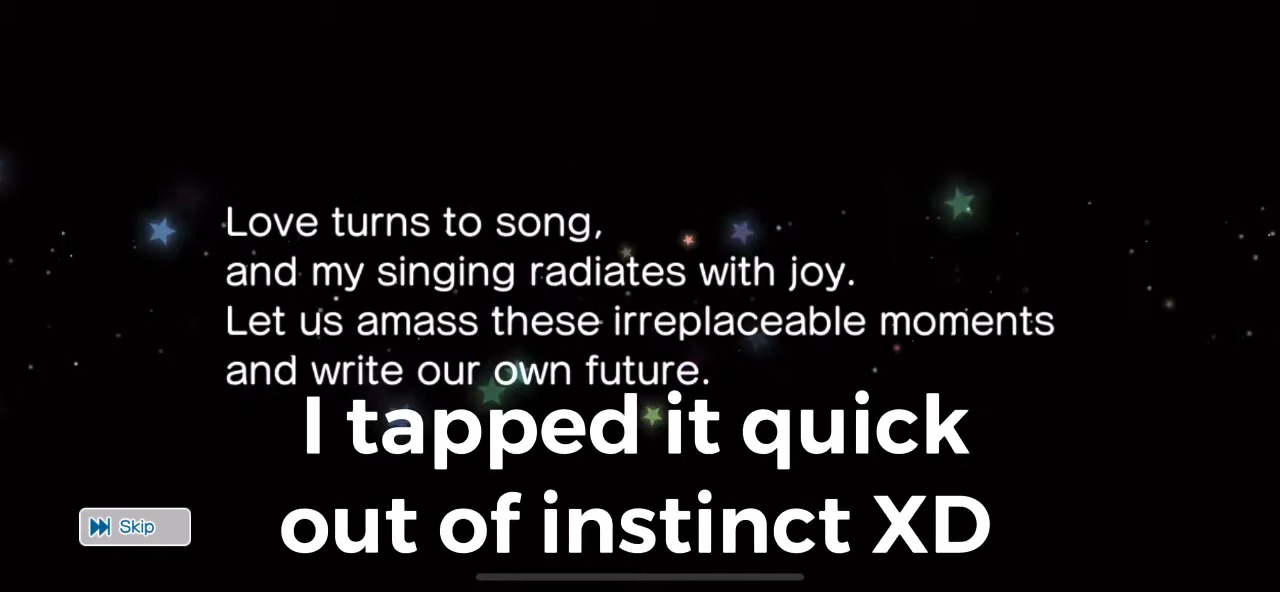 Love turns to song,
and my singing radiates with joy.
Let us amass these irreplaceable moments
and write our own future.
I tapped it quick
out of instinct XD
Skip